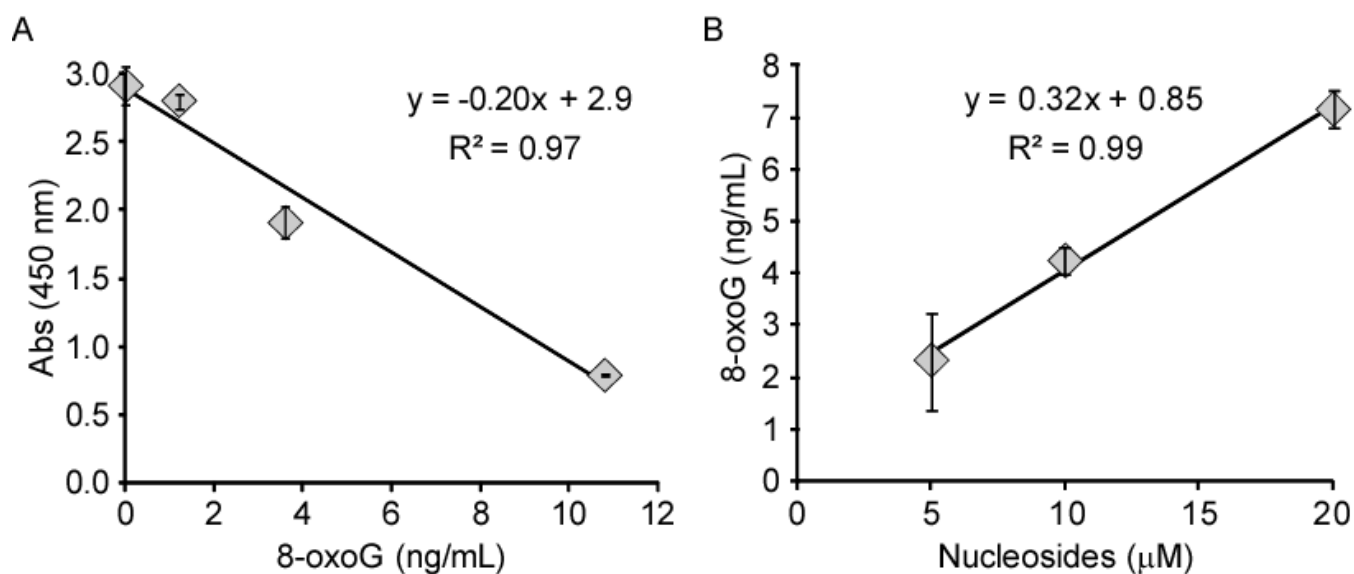 A
3.0
2.5
2.0
1.5
1.0
0.5
0.0
Abs (450 nm)
y = -0.20x + 2.9
R² = 0.97
0 2 4 6 8 10 12
8-oxoG (ng/mL)
B
8
7
6
5
4
3
2
1
0
8-oxoG (ng/mL)
y = 0.32x + 0.85
R² = 0.99
0 5 10 15 20
Nucleosides (μM)